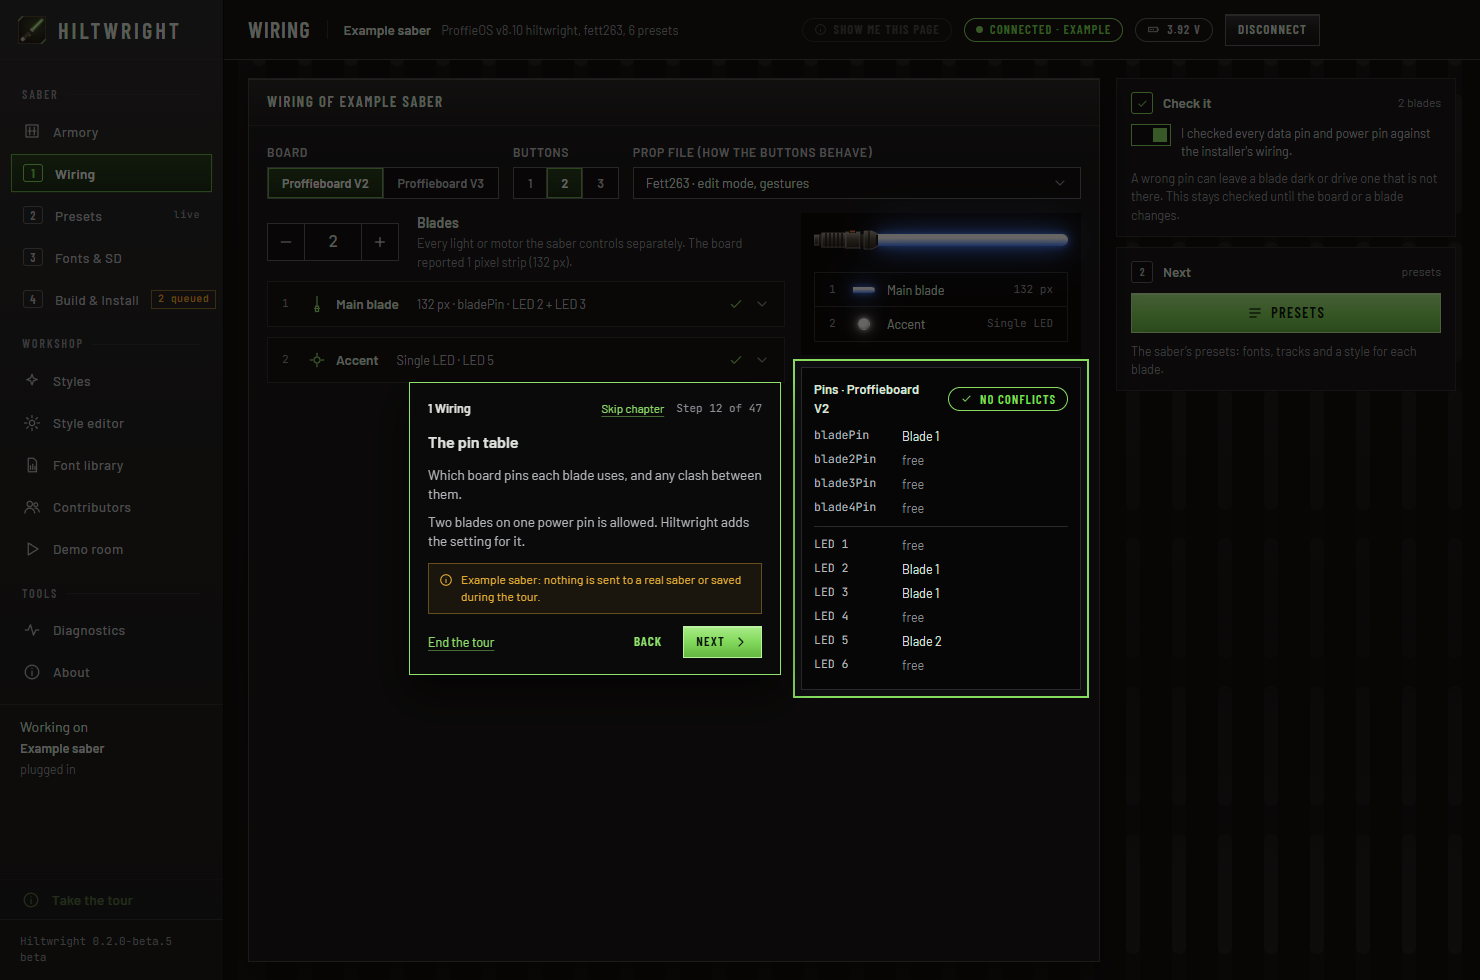 HILTWRIGHT
SABER
Armory
1 Wiring
2 Presets live
3 Fonts & SD
4 Build & Install 2 queued
WORKSHOP
Styles
Style editor
Font library
Contributors
Demo room
TOOLS
Diagnostics
About
Working on
Example saber
plugged in
Take the tour
Hiltwright 0.2.0-beta.5
beta
WIRING Example saber ProffieOS v8.10 hiltwright, fett263, 6 presets
SHOW ME THIS PAGE
CONNECTED · EXAMPLE
3.92 V
DISCONNECT
WIRING OF EXAMPLE SABER
BOARD
Proffieboard V2 Proffieboard V3
BUTTONS
1 2 3
PROP FILE (HOW THE BUTTONS BEHAVE)
Fett263 · edit mode, gestures
− 2 +
Blades
Every light or motor the saber controls separately. The board
reported 1 pixel strip (132 px).
1 Main blade 132 px · bladePin · LED 2 + LED 3
2 Accent Single LED · LED 5
1 Main blade 132 px
2 Accent Single LED
1 Wiring Skip chapter Step 12 of 47
The pin table
Which board pins each blade uses, and any clash between
them.
Two blades on one power pin is allowed. Hiltwright adds
the setting for it.
Example saber: nothing is sent to a real saber or saved
during the tour.
End the tour BACK NEXT
Pins · Proffieboard
V2
NO CONFLICTS
bladePin Blade 1
blade2Pin free
blade3Pin free
blade4Pin free
LED 1 free
LED 2 Blade 1
LED 3 Blade 1
LED 4 free
LED 5 Blade 2
LED 6 free
Check it 2 blades
I checked every data pin and power pin against
the installer's wiring.
A wrong pin can leave a blade dark or drive one that is not
there. This stays checked until the board or a blade
changes.
2 Next presets
PRESETS
The saber's presets: fonts, tracks and a style for each
blade.